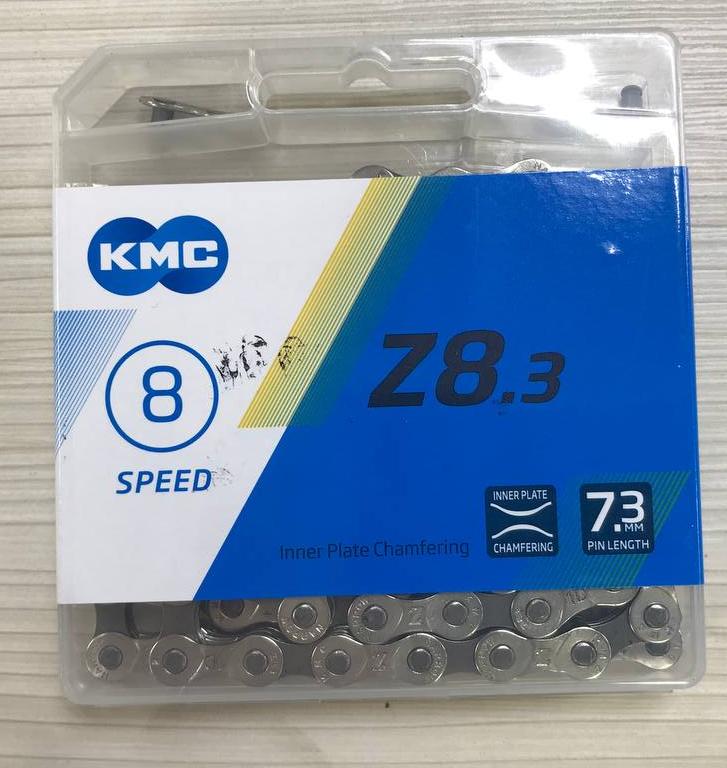 KMC
8
SPEED
Z8.3
Inner Plate Chamfering
INNER PLATE
CHAMFERING
7.3
MM
PIN LENGTH